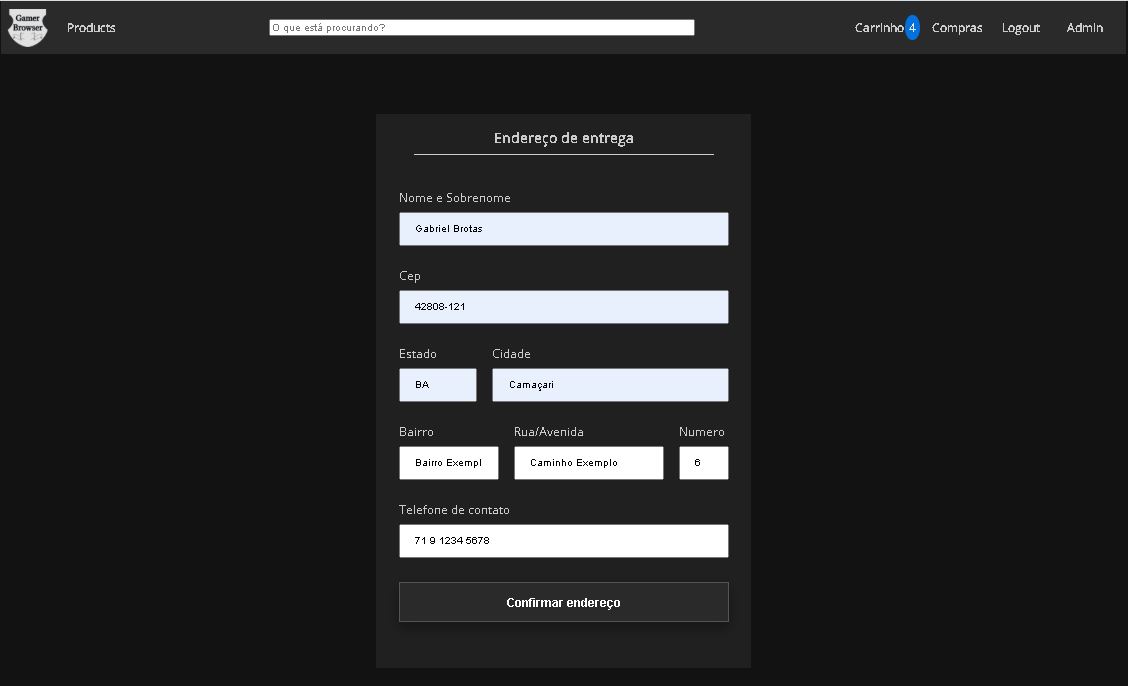 Gamer
Browser
Products
O que está procurando?
Carrinho 4
Compras
Logout
Admin
Endereço de entrega
Nome e Sobrenome
Gabriel Brotas
Cep
42808-121
Estado Cidade
BA Camaçari
Bairro Rua/Avenida Numero
Bairro Exempl Caminho Exemplo 6
Telefone de contato
71 9 1234 5678
Confirmar endereço